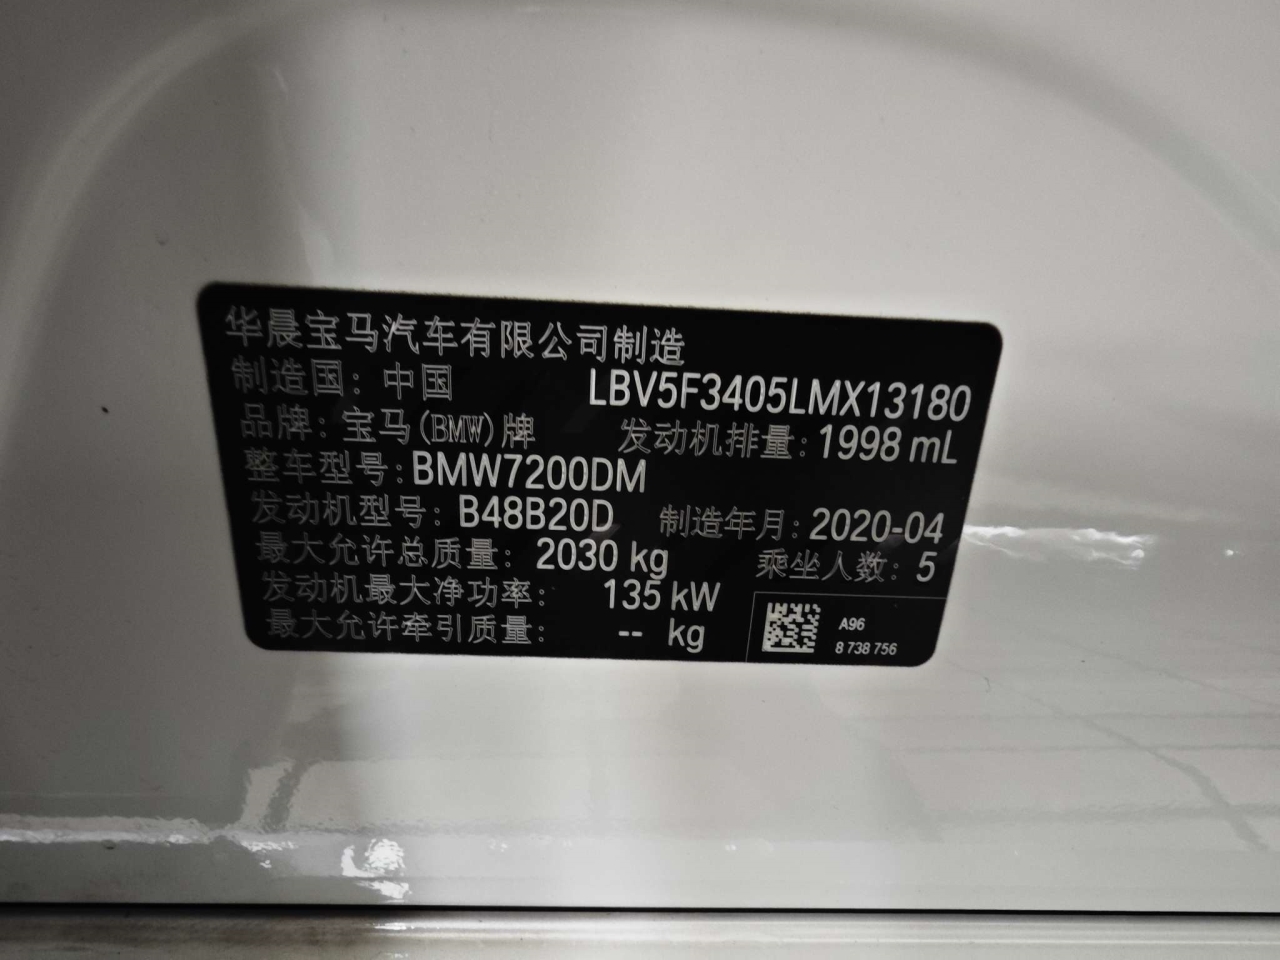 华晨宝马汽车有限公司制造
制造国：中国 LBV5F3405LMX13180
品牌：宝马(BMW)牌 发动机排量：1998 mL
整车型号：BMW7200DM
发动机型号：B48B20D 制造年月：2020-04
最大允许总质量：2030 kg 乘坐人数：5
发动机最大净功率：135 kW
最大允许牵引质量：-- kg
A96
8 738 756